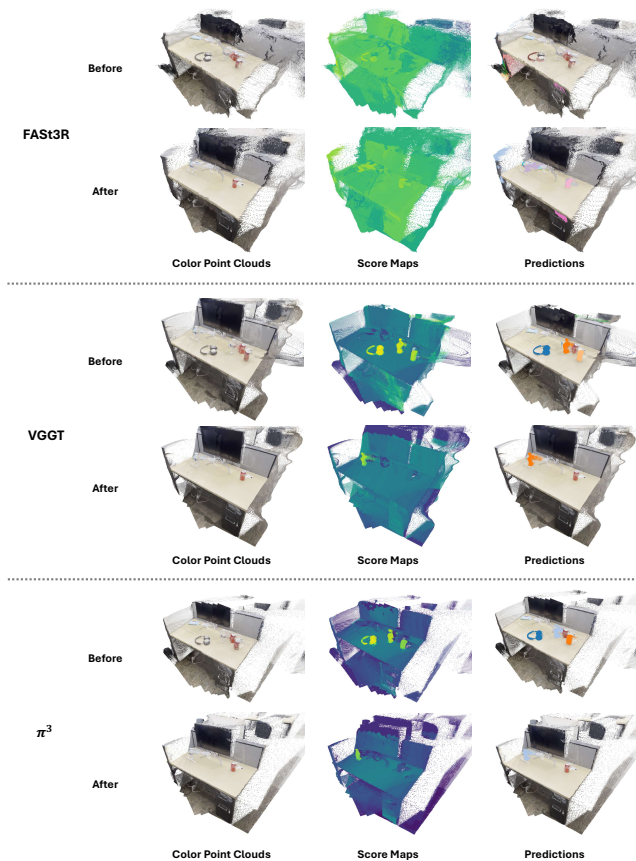 Before
FASt3R
After
Color Point Clouds Score Maps Predictions
Before
VGGT
After
Color Point Clouds Score Maps Predictions
Before
π³
After
Color Point Clouds Score Maps Predictions